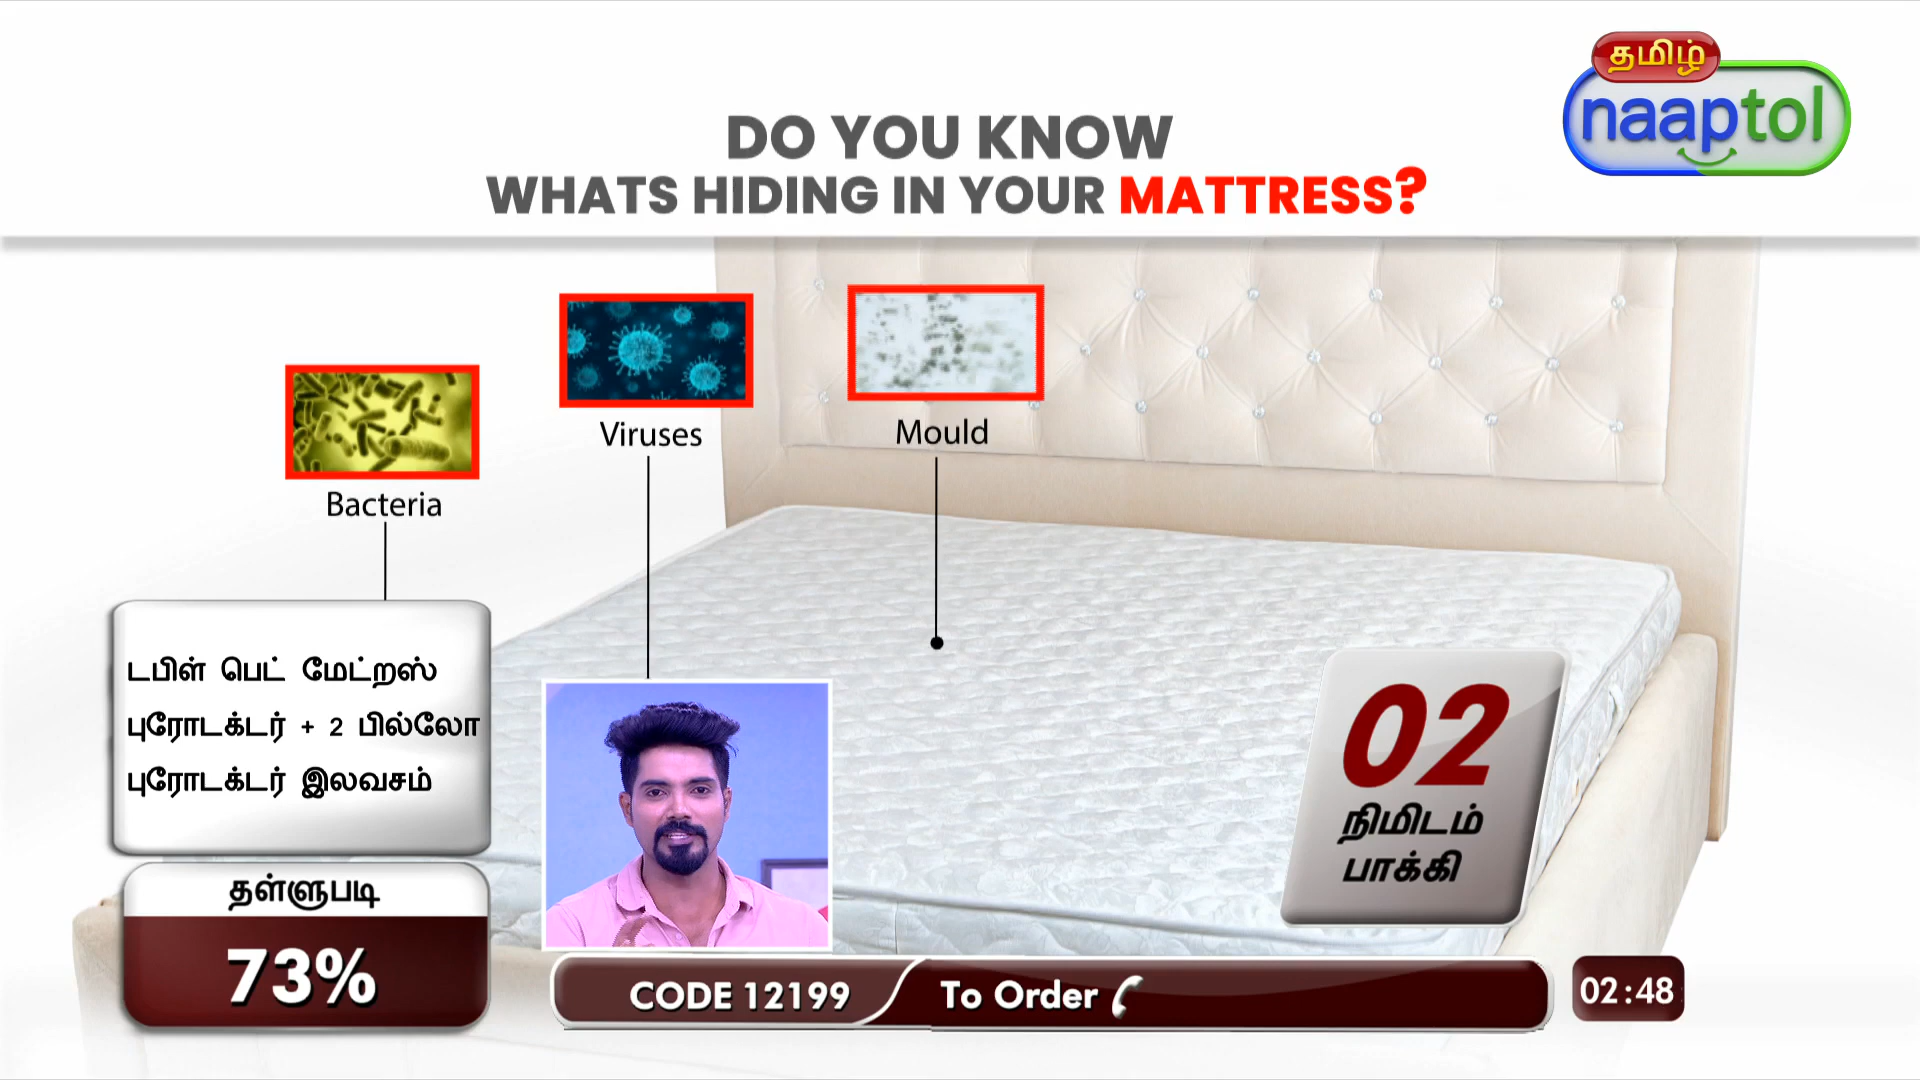 தமிழ்
naaptol
DO YOU KNOW
WHATS HIDING IN YOUR MATTRESS?
Bacteria
Viruses
Mould
டபிள் பெட் மேட்றஸ்
புரோடக்டர் + 2 பில்லோ
புரோடக்டர் இலவசம்
தள்ளுபடி
73%
02
நிமிடம்
பாக்கி
CODE 12199
To Order
02:48